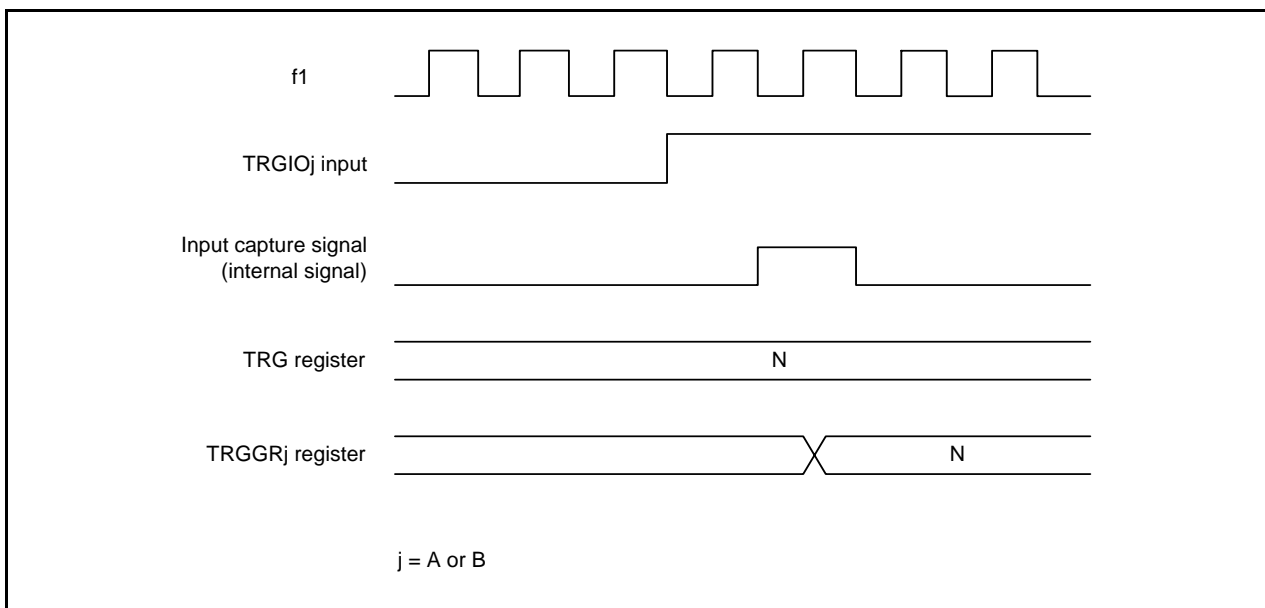 f1
TRGIOj input
Input capture signal
(internal signal)
TRG register
N
TRGGRj register
N
j = A or B